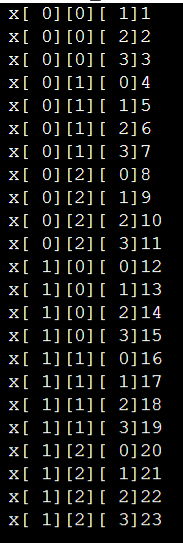 x[ 0][0][ 1]1
x[ 0][0][ 2]2
x[ 0][0][ 3]3
x[ 0][1][ 0]4
x[ 0][1][ 1]5
x[ 0][1][ 2]6
x[ 0][1][ 3]7
x[ 0][2][ 0]8
x[ 0][2][ 1]9
x[ 0][2][ 2]10
x[ 0][2][ 3]11
x[ 1][0][ 0]12
x[ 1][0][ 1]13
x[ 1][0][ 2]14
x[ 1][0][ 3]15
x[ 1][1][ 0]16
x[ 1][1][ 1]17
x[ 1][1][ 2]18
x[ 1][1][ 3]19
x[ 1][2][ 0]20
x[ 1][2][ 1]21
x[ 1][2][ 2]22
x[ 1][2][ 3]23